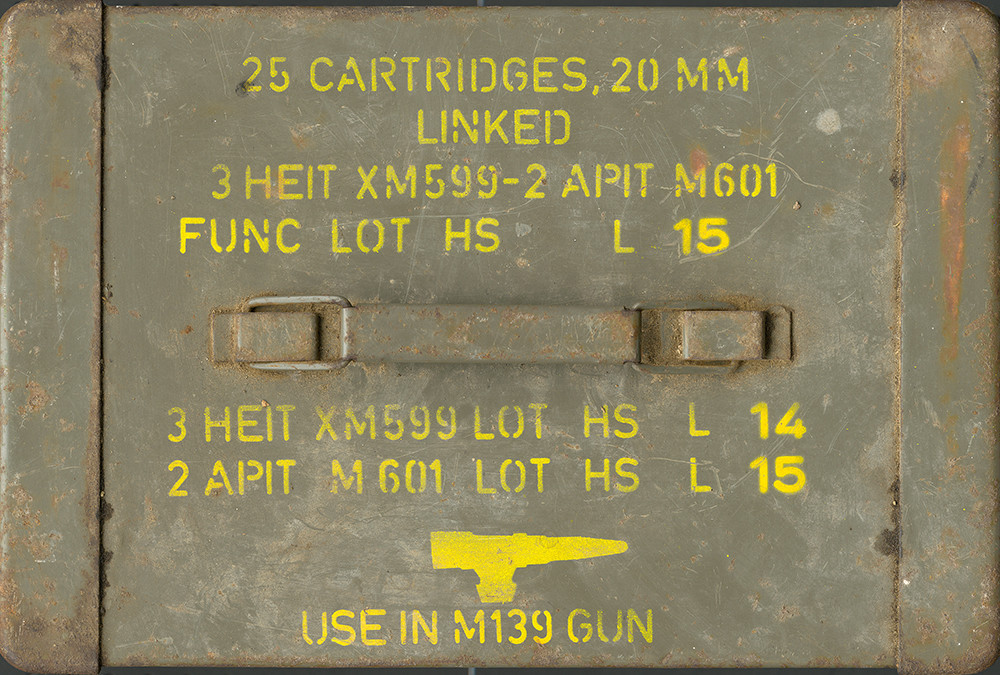 25 CARTRIDGES, 20 MM
LINKED
3 HEIT XM599-2 APIT M601
FUNC LOT HS L 15
3 HEIT XM599 LOT HS L 14
2 APIT M 601 LOT HS L 15
USE IN M139 GUN